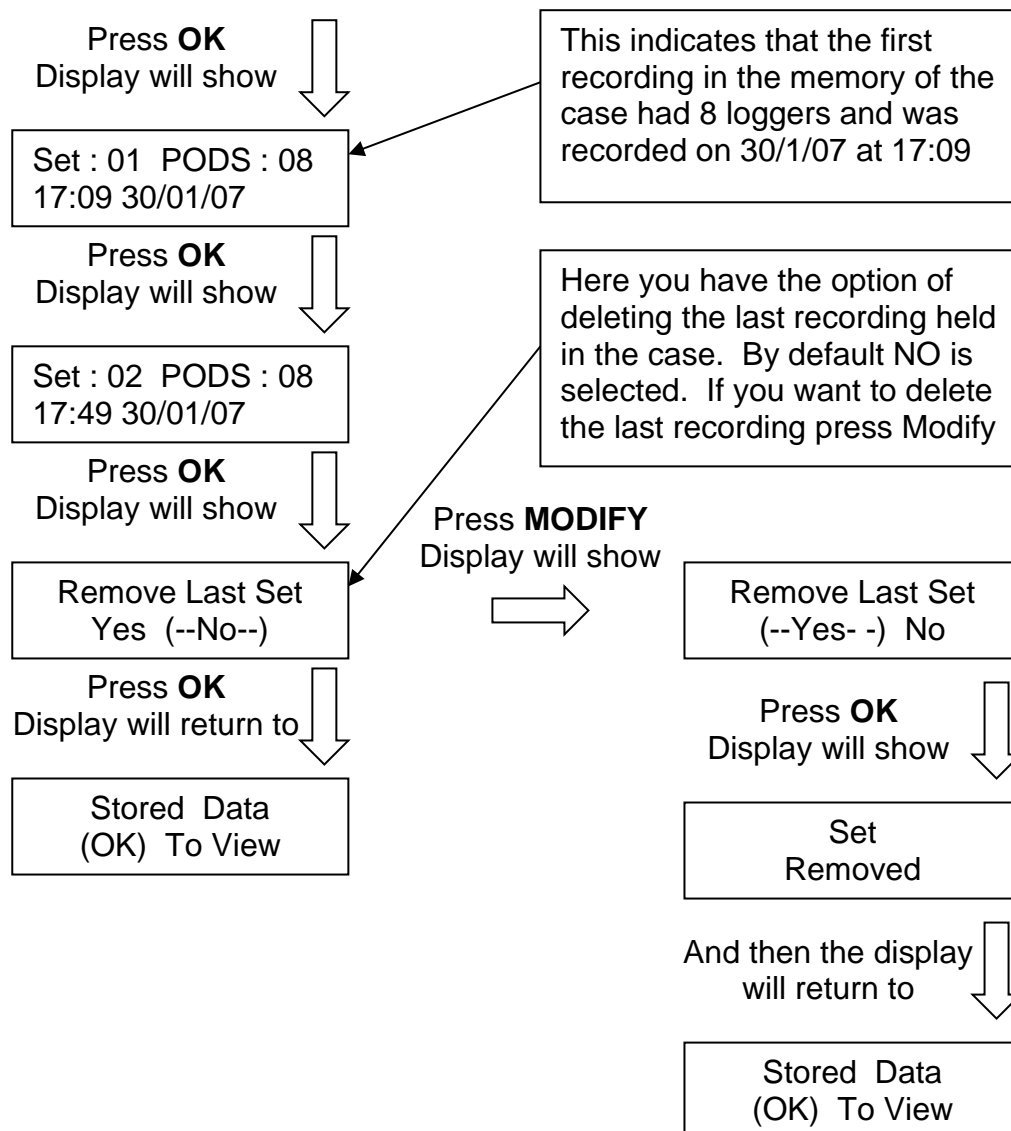 Press OK
Display will show
This indicates that the first
recording in the memory of the
case had 8 loggers and was
recorded on 30/1/07 at 17:09
Set : 01 PODS : 08
17:09 30/01/07
Press OK
Display will show
Here you have the option of
deleting the last recording held
in the case. By default NO is
selected. If you want to delete
the last recording press Modify
Set : 02 PODS : 08
17:49 30/01/07
Press OK
Display will show
Press MODIFY
Display will show
Remove Last Set
Yes (--No--)
Remove Last Set
(--Yes- -) No
Press OK
Display will return to
Press OK
Display will show
Stored Data
(OK) To View
Set
Removed
And then the display
will return to
Stored Data
(OK) To View